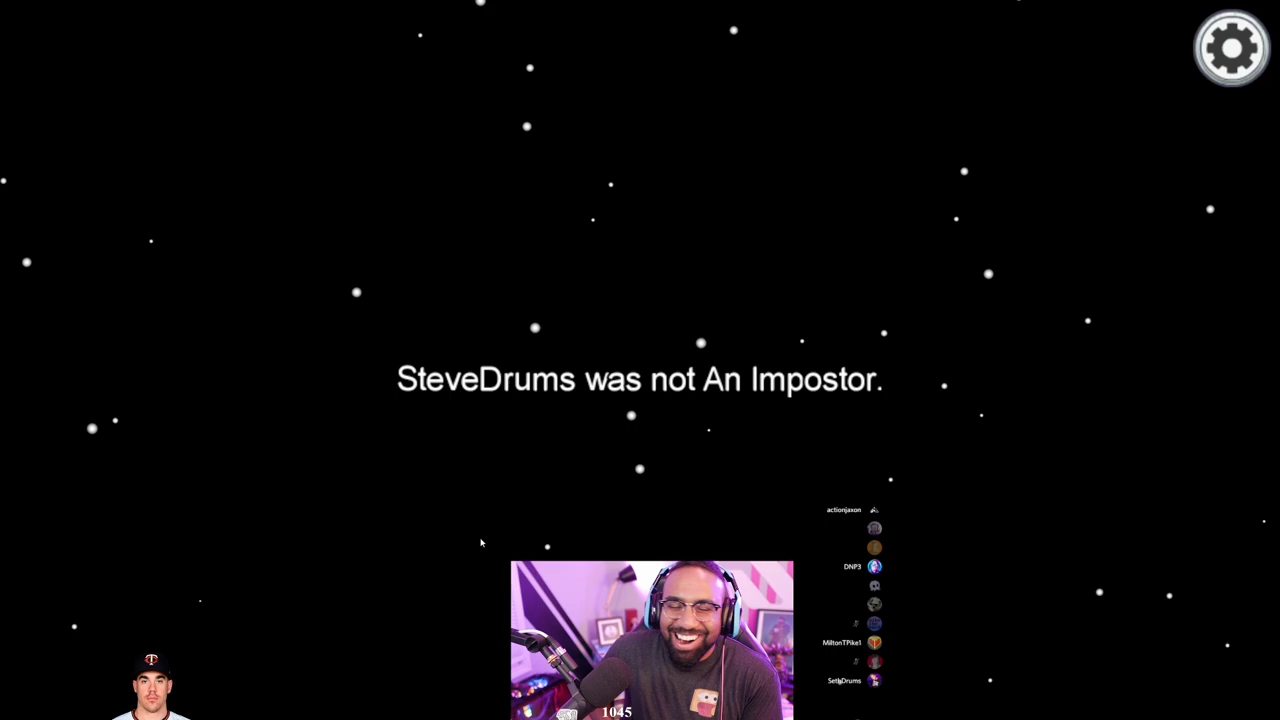 SteveDrums was not An Impostor.
actionjaxon
DNP3
MiltonTPike1
SethDrums
1045